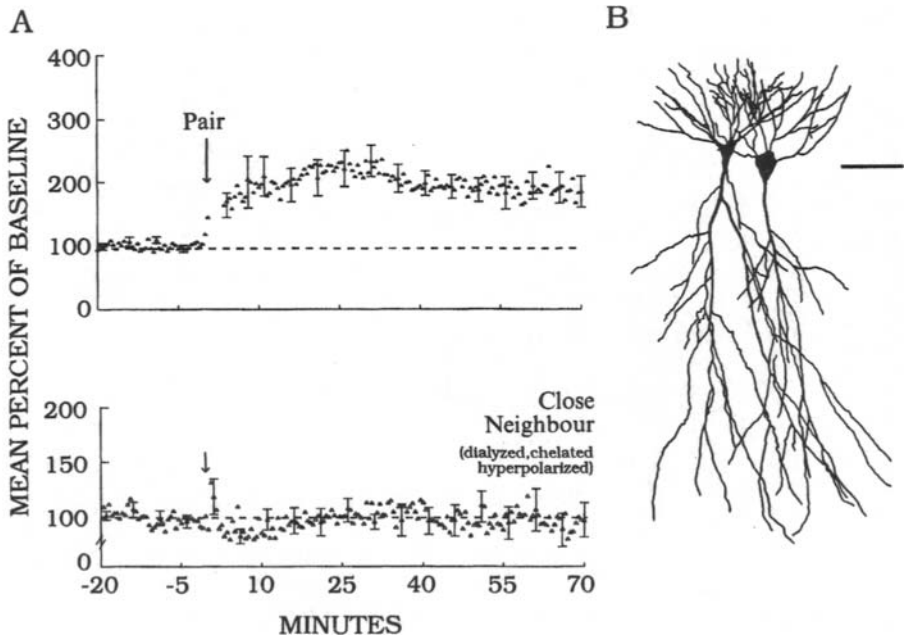 A
MEAN PERCENT OF BASELINE
400
300
200
100
0
Pair
200
150
100
0
Close
Neighbour
(dialyzed,chelated
hyperpolarized)
-20
-5
10
25
40
55
70
MINUTES
B